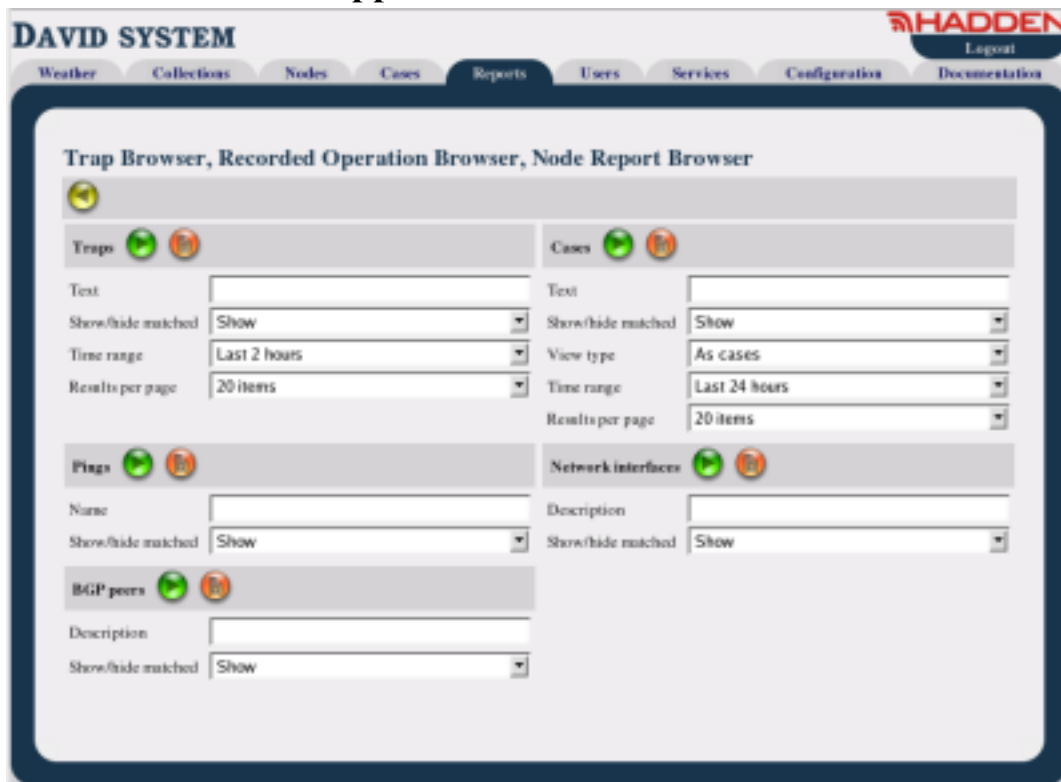 DAVID SYSTEM
HADDEN
Logout
Weather Collections Nodes Cases Reports Users Services Configuration Documentation
Trap Browser, Recorded Operation Browser, Node Report Browser
Traps
Text
Show/hide matched Show
Time range Last 2 hours
Results per page 20 items
Cases
Text
Show/hide matched Show
View type As cases
Time range Last 24 hours
Results per page 20 items
Pings
Name
Show/hide matched Show
Network interfaces
Description
Show/hide matched Show
BGP peers
Description
Show/hide matched Show